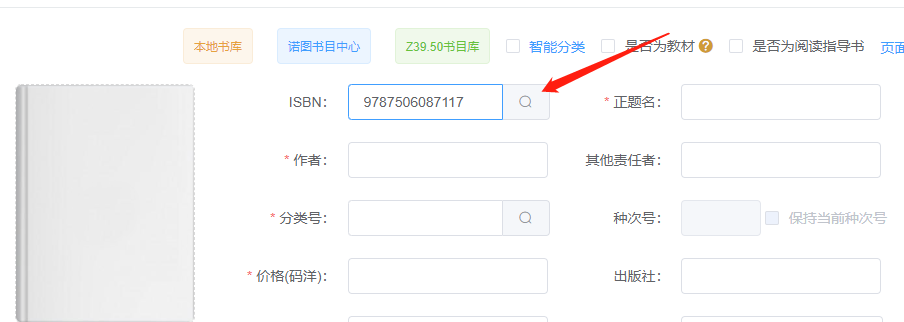 本地书库 诺图书目中心 Z39.50书目库 智能分类 是否为教材 ? 是否为阅读指导书 页面
ISBN: 9787506087117 * 正题名:
* 作者: 其他责任者:
* 分类号: 种次号: 保持当前种次号
* 价格(码洋): 出版社: